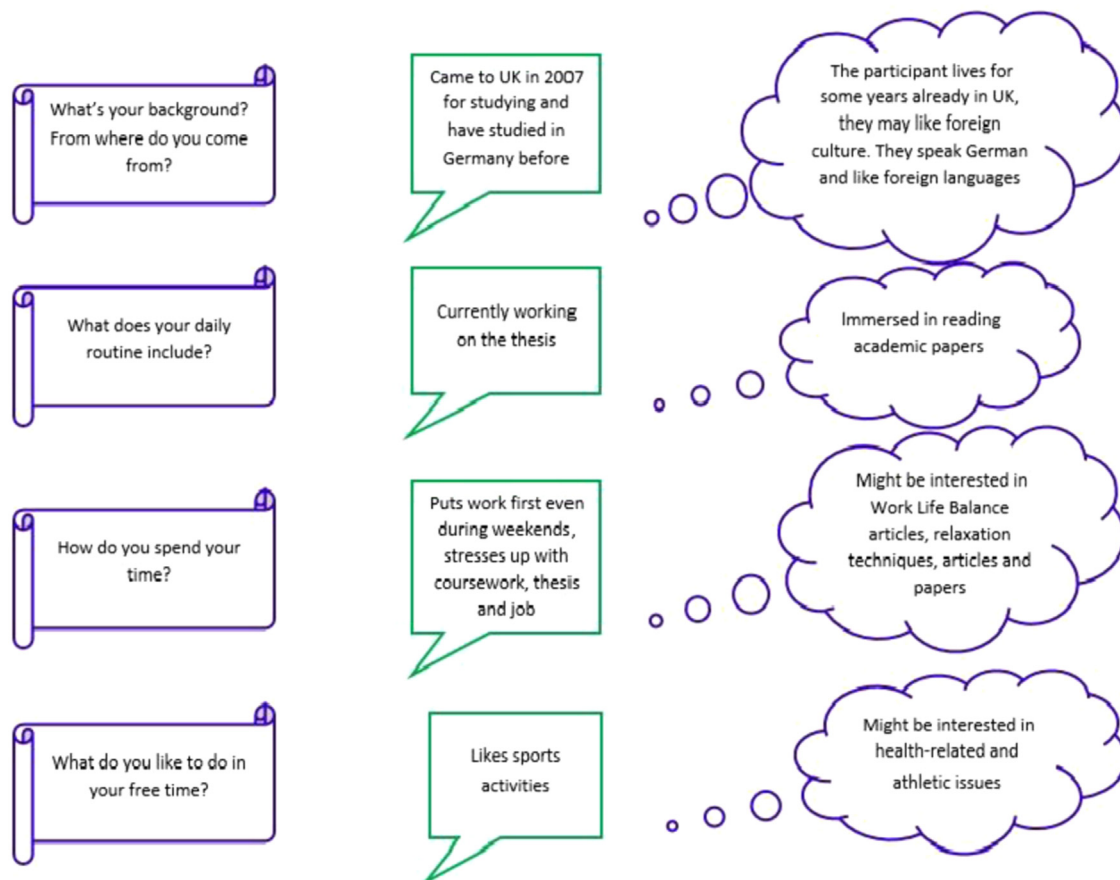 What's your background?
From where do you come
from?
Came to UK in 2007
for studying and
have studied in
Germany before
The participant lives for
some years already in UK,
they may like foreign
culture. They speak German
and like foreign languages
What does your daily
routine include?
Currently working
on the thesis
Immersed in reading
academic papers
How do you spend your
time?
Puts work first even
during weekends,
stresses up with
coursework, thesis
and job
Might be interested in
Work Life Balance
articles, relaxation
techniques, articles and
papers
What do you like to do in
your free time?
Likes sports
activities
Might be interested in
health-related and
athletic issues